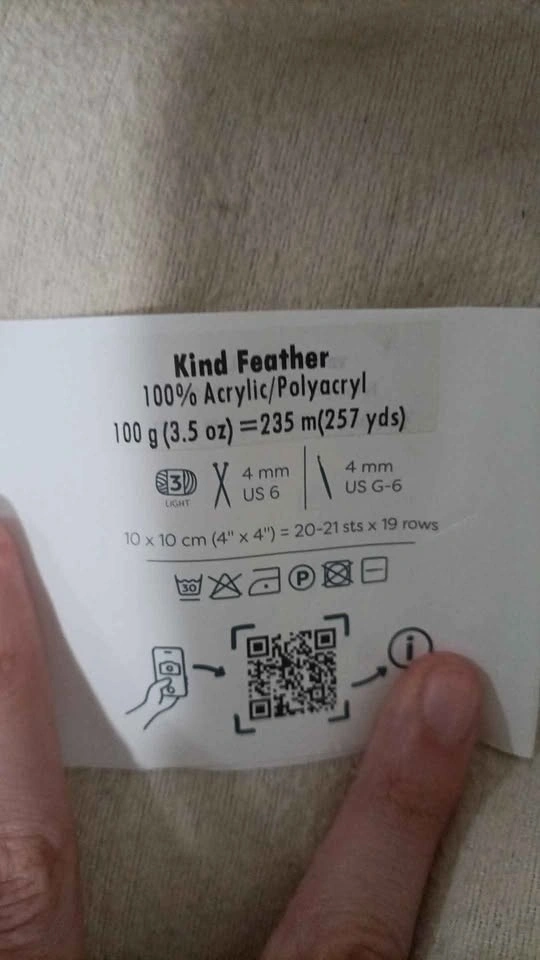 Kind Feather
100% Acrylic/Polyacryl
100 g (3.5 oz) =235 m(257 yds)
3
LIGHT
4 mm
US 6
4 mm
US G-6
10 x 10 cm (4" x 4") = 20-21 sts x 19 rows
30
P
i